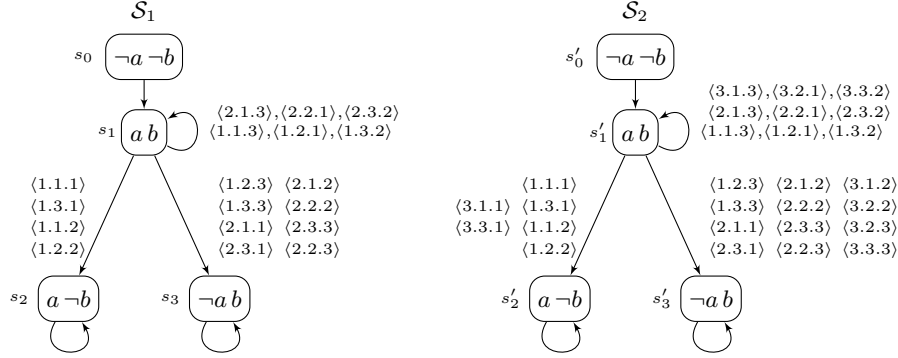 𝒮₁
s₀ ¬a ¬b
⟨2.1.3⟩,⟨2.2.1⟩,⟨2.3.2⟩
s₁ a b ⟨1.1.3⟩,⟨1.2.1⟩,⟨1.3.2⟩
⟨1.1.1⟩ ⟨1.2.3⟩ ⟨2.1.2⟩
⟨1.3.1⟩ ⟨1.3.3⟩ ⟨2.2.2⟩
⟨1.1.2⟩ ⟨2.1.1⟩ ⟨2.3.3⟩
⟨1.2.2⟩ ⟨2.3.1⟩ ⟨2.2.3⟩
s₂ a ¬b s₃ ¬a b
𝒮₂
s′₀ ¬a ¬b
⟨3.1.3⟩,⟨3.2.1⟩,⟨3.3.2⟩
⟨2.1.3⟩,⟨2.2.1⟩,⟨2.3.2⟩
s′₁ a b ⟨1.1.3⟩,⟨1.2.1⟩,⟨1.3.2⟩
⟨1.1.1⟩ ⟨1.2.3⟩ ⟨2.1.2⟩ ⟨3.1.2⟩
⟨3.1.1⟩ ⟨1.3.1⟩ ⟨1.3.3⟩ ⟨2.2.2⟩ ⟨3.2.2⟩
⟨3.3.1⟩ ⟨1.1.2⟩ ⟨2.1.1⟩ ⟨2.3.3⟩ ⟨3.2.3⟩
⟨1.2.2⟩ ⟨2.3.1⟩ ⟨2.2.3⟩ ⟨3.3.3⟩
s′₂ a ¬b s′₃ ¬a b